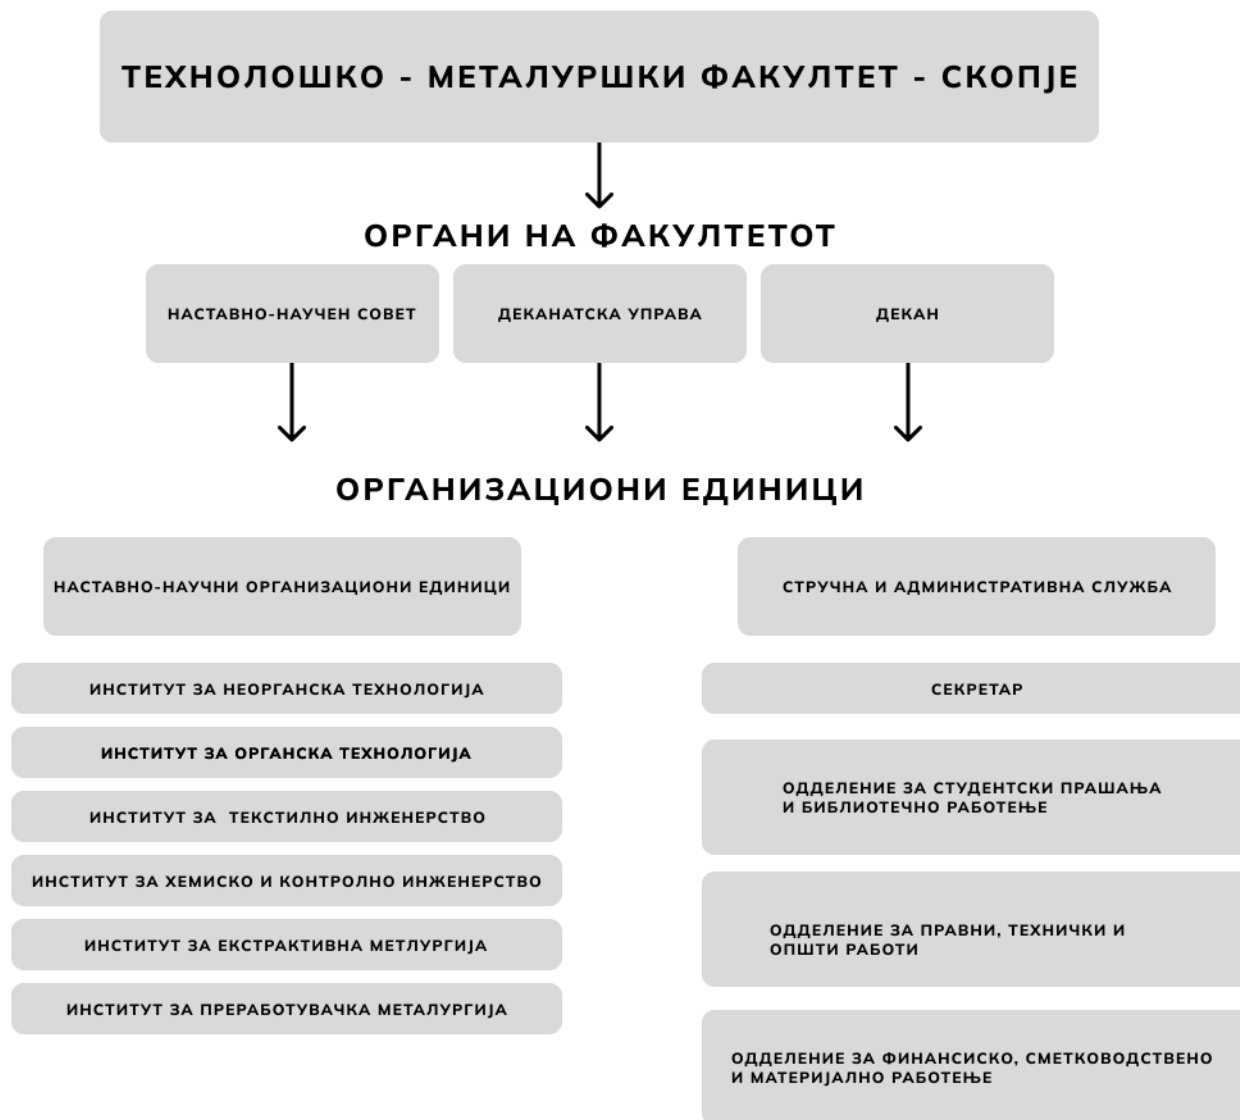 ТЕХНОЛОШКО - МЕТАЛУРШКИ ФАКУЛТЕТ - СКОПЈЕ
ОРГАНИ НА ФАКУЛТЕТОТ
НАСТАВНО-НАУЧЕН СОВЕТ
ДЕКАНАТСКА УПРАВА
ДЕКАН
ОРГАНИЗАЦИОНИ ЕДИНИЦИ
НАСТАВНО-НАУЧНИ ОРГАНИЗАЦИОНИ ЕДИНИЦИ
ИНСТИТУТ ЗА НЕОРГАНСКА ТЕХНОЛОГИЈА
ИНСТИТУТ ЗА ОРГАНСКА ТЕХНОЛОГИЈА
ИНСТИТУТ ЗА ТЕКСТИЛНО ИНЖЕНЕРСТВО
ИНСТИТУТ ЗА ХЕМИСКО И КОНТРОЛНО ИНЖЕНЕРСТВО
ИНСТИТУТ ЗА ЕКСТРАКТИВНА МЕТЛУРГИЈА
ИНСТИТУТ ЗА ПРЕРАБОТУВАЧКА МЕТАЛУРГИЈА
СТРУЧНА И АДМИНИСТРАТИВНА СЛУЖБА
СЕКРЕТАР
ОДДЕЛЕНИЕ ЗА СТУДЕНТСКИ ПРАШАЊА
И БИБЛИОТЕЧНО РАБОТЕЊЕ
ОДДЕЛЕНИЕ ЗА ПРАВНИ, ТЕХНИЧКИ И
ОПШТИ РАБОТИ
ОДДЕЛЕНИЕ ЗА ФИНАНСИСКО, СМЕТКОВОДСТВЕНО
И МАТЕРИЈАЛНО РАБОТЕЊЕ